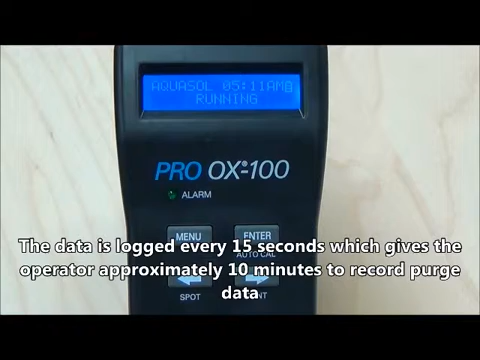 AQUASOL 05:11AM
RUNNING
PRO OX®-100
ALARM
MENU
ENTER
AUTO CAL
The data is logged every 15 seconds which gives the
operator approximately 10 minutes to record purge
data
SPOT